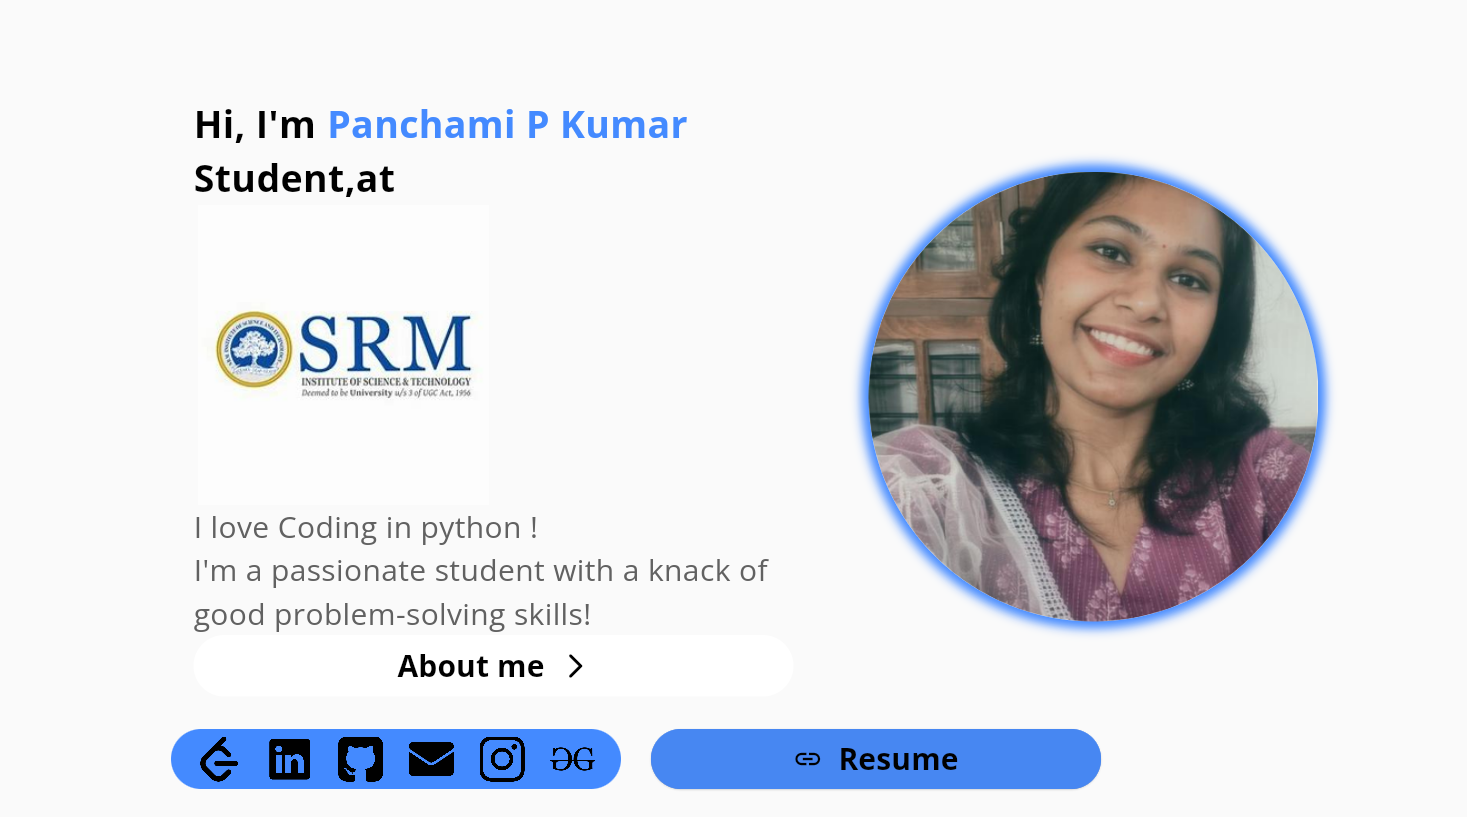 Hi, I'm Panchami P Kumar
Student,at
SRM
INSTITUTE OF SCIENCE & TECHNOLOGY
Deemed to be University u/s 3 of UGC Act, 1956
I love Coding in python !
I'm a passionate student with a knack of
good problem-solving skills!
About me
Resume